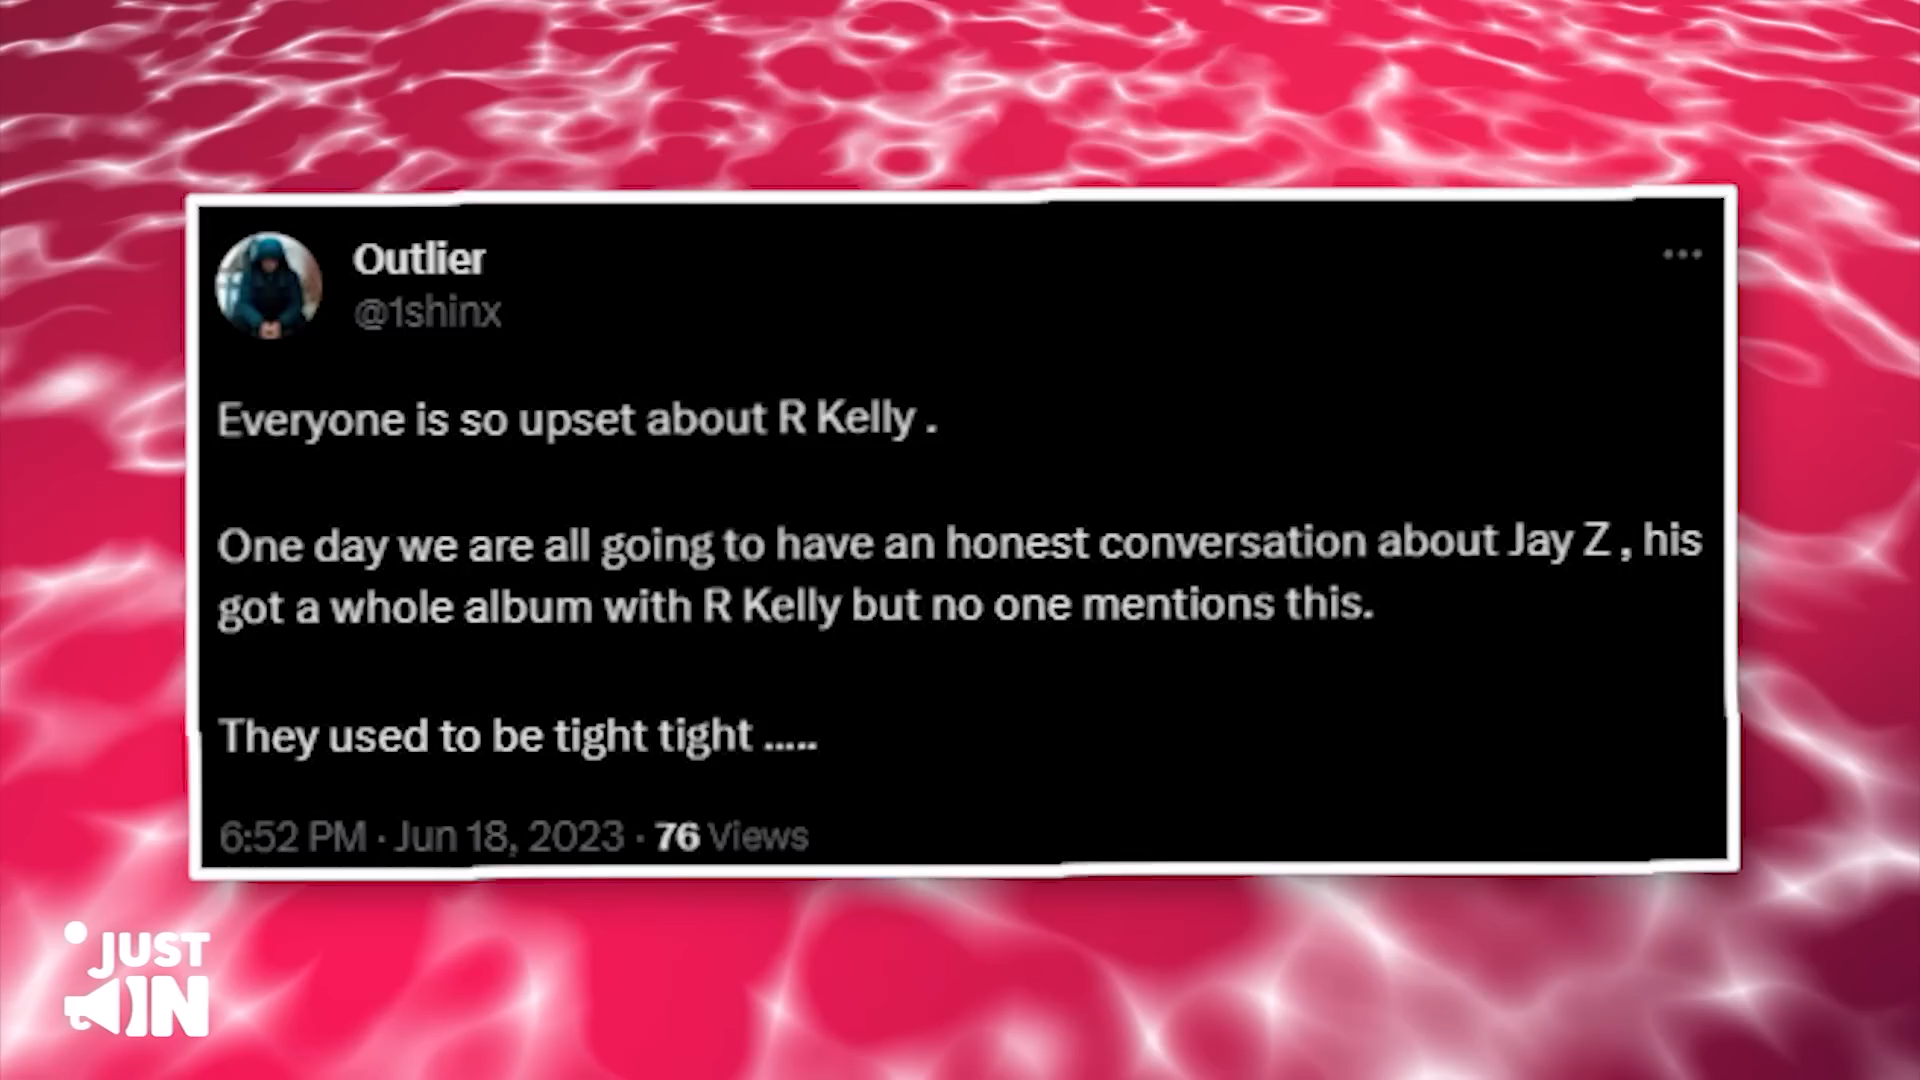 Outlier
@1shinx
Everyone is so upset about R Kelly .
One day we are all going to have an honest conversation about Jay Z , his
got a whole album with R Kelly but no one mentions this.
They used to be tight tight .....
6:52 PM · Jun 18, 2023 · 76 Views
JUST
IN